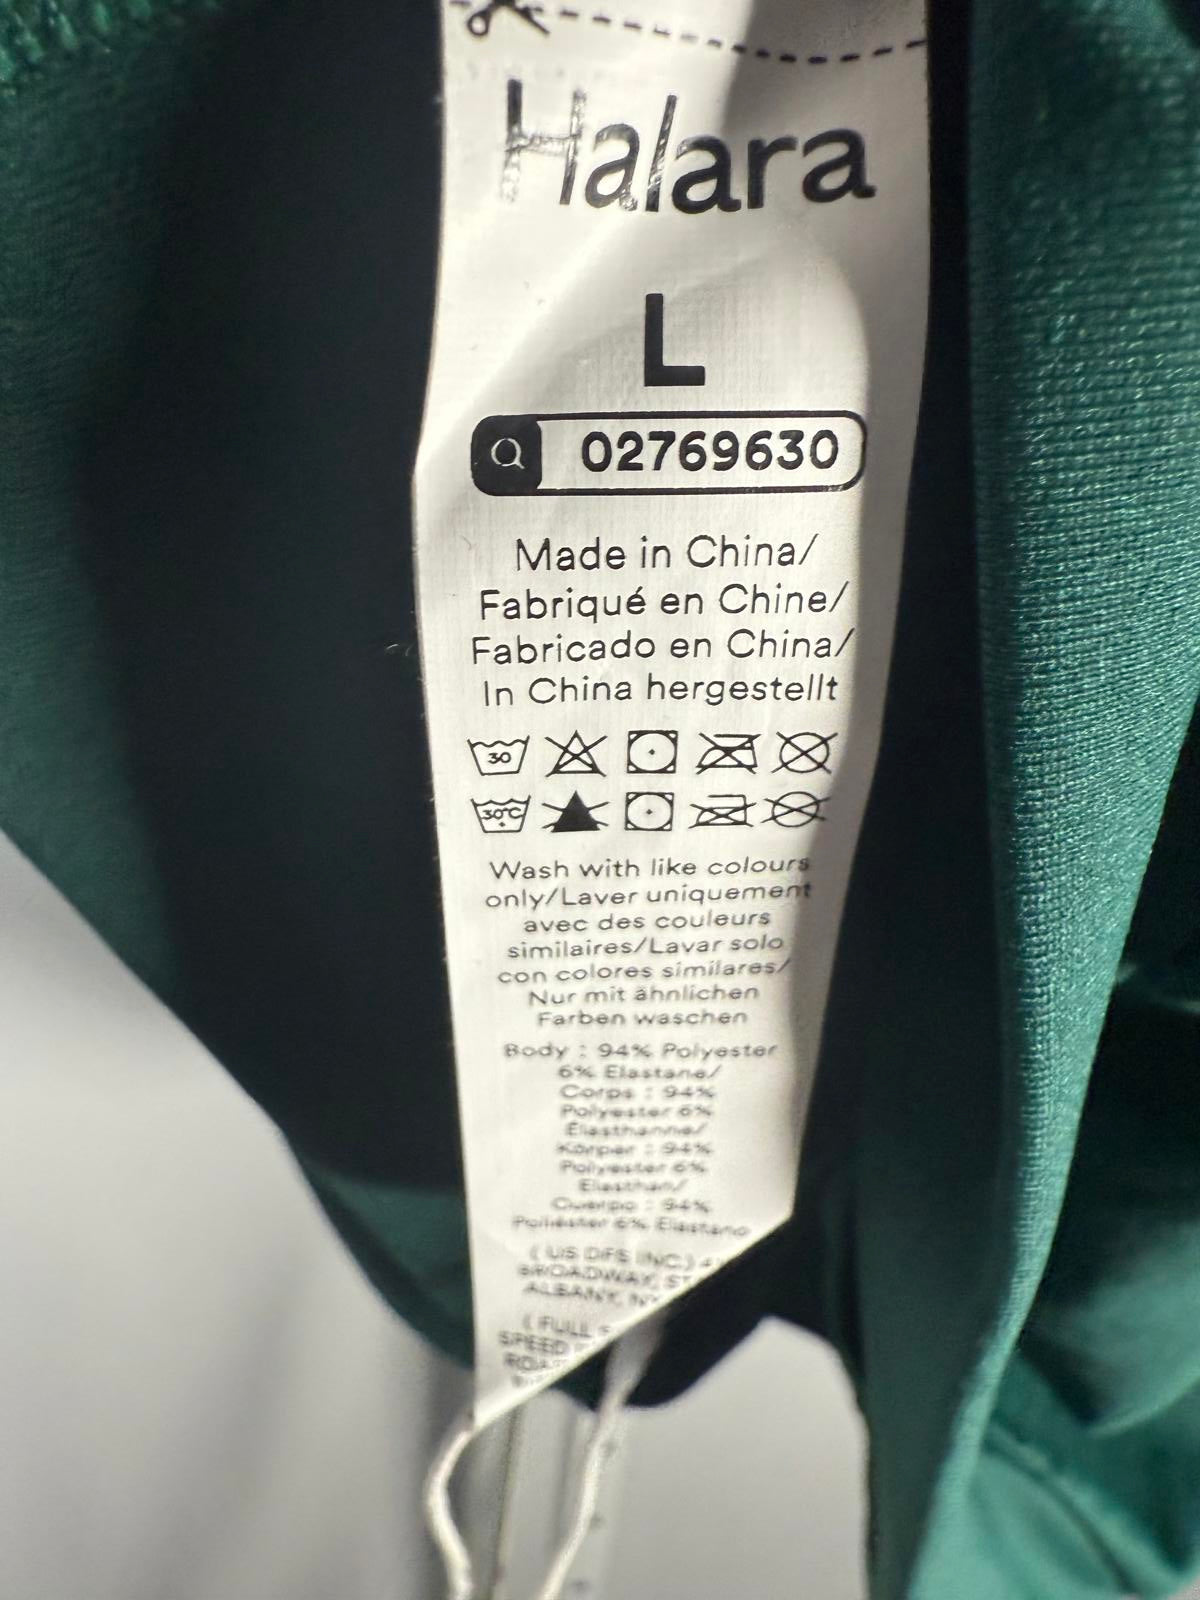 Halara
L
02769630
Made in China/
Fabriqué en Chine/
Fabricado en China/
In China hergestellt
30
30°C
Wash with like colours
only/Laver uniquement
avec des couleurs
similaires/Lavar solo
con colores similares/
Nur mit ähnlichen
Farben waschen
Body : 94% Polyester
6% Elastane/
Corps : 94%
Polyester 6%
Élasthanne/
Körper : 94%
Polyester 6%
Elasthan/
Cuerpo : 94%
Poliéster 6% Elastano
( US DFS INC.)
BROADWAY,
ALBANY, NY
( FULL
SPEED